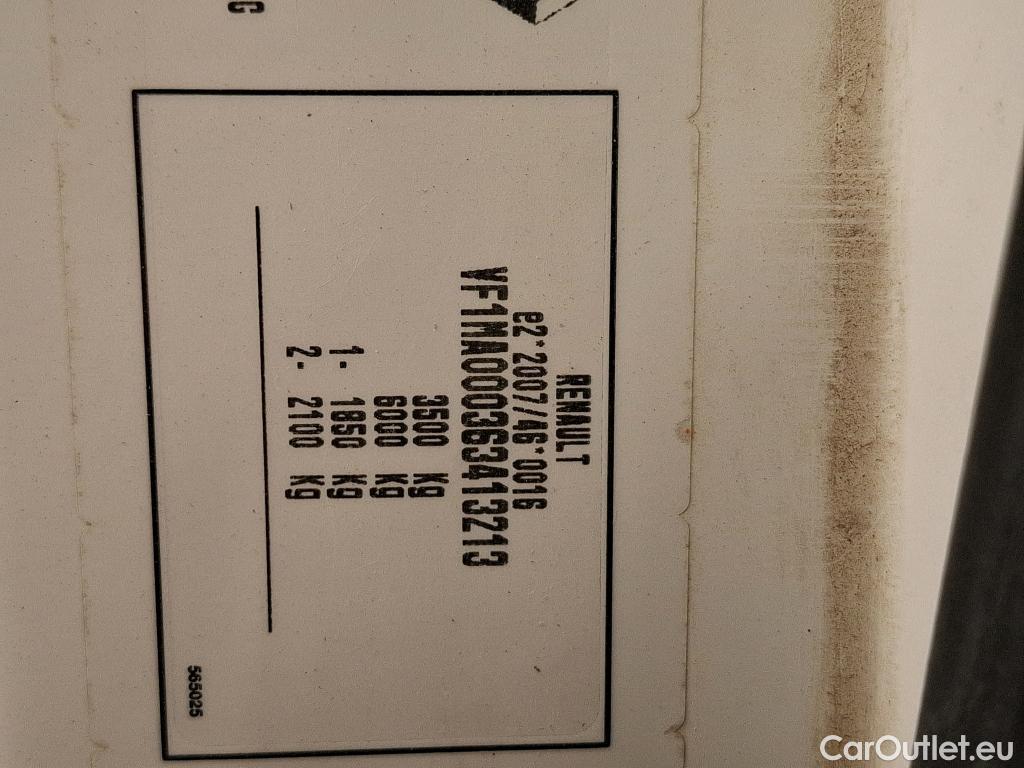 RENAULT
e2*2007/46*0016
VF1MA000363413213
3500 Kg
6000 Kg
1- 1850 Kg
2- 2100 Kg
565025
CarOutlet.eu